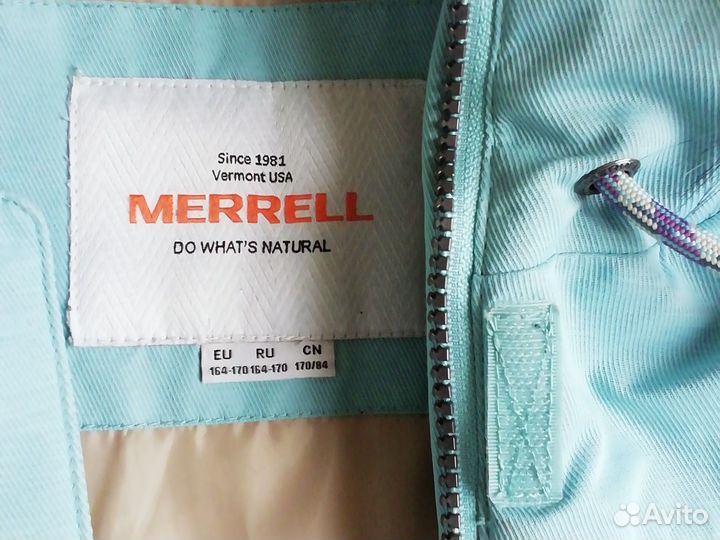 Since 1981
Vermont USA
MERRELL
DO WHAT'S NATURAL
EU RU CN
164-170 164-170 170/84
Avito